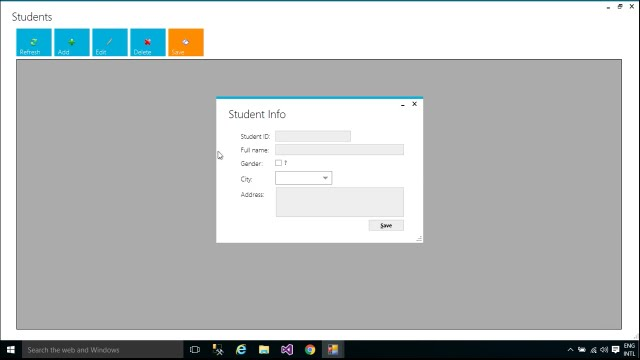 Students
Refresh Add Edit Delete Save
Student Info
Student ID:
Full name:
Gender: ?
City:
Address:
Save
Search the web and Windows
ENG
INTL